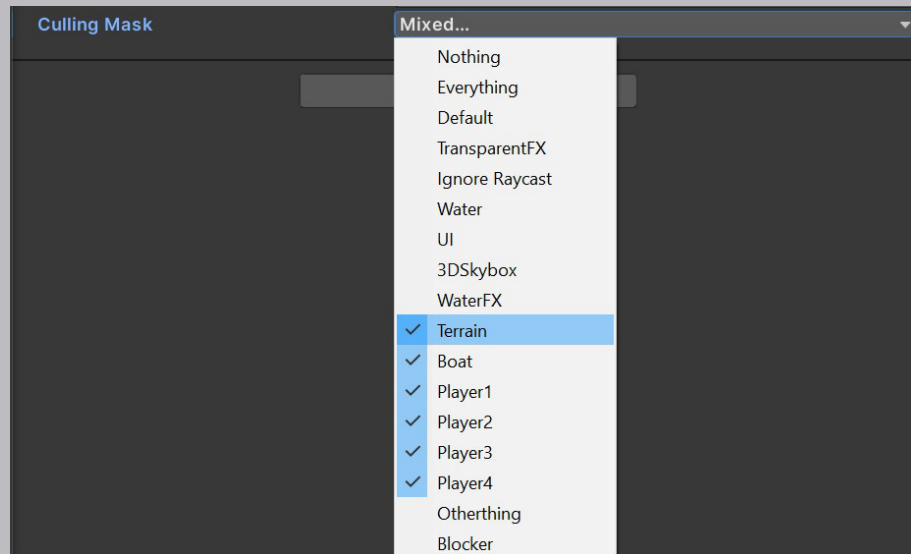 Culling Mask
Mixed...
Nothing
Everything
Default
TransparentFX
Ignore Raycast
Water
UI
3DSkybox
WaterFX
Terrain
Boat
Player1
Player2
Player3
Player4
Otherthing
Blocker